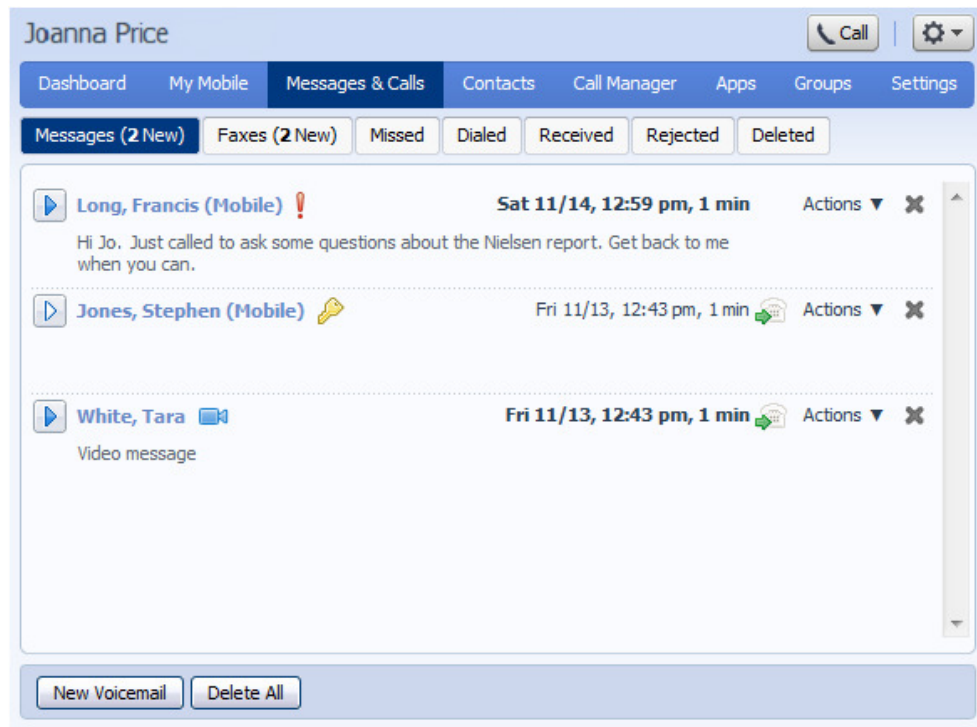 Joanna Price
Call
Dashboard My Mobile Messages & Calls Contacts Call Manager Apps Groups Settings
Messages (2 New) Faxes (2 New) Missed Dialed Received Rejected Deleted
Long, Francis (Mobile) Sat 11/14, 12:59 pm, 1 min Actions
Hi Jo. Just called to ask some questions about the Nielsen report. Get back to me
when you can.
Jones, Stephen (Mobile) Fri 11/13, 12:43 pm, 1 min Actions
White, Tara Fri 11/13, 12:43 pm, 1 min Actions
Video message
New Voicemail Delete All